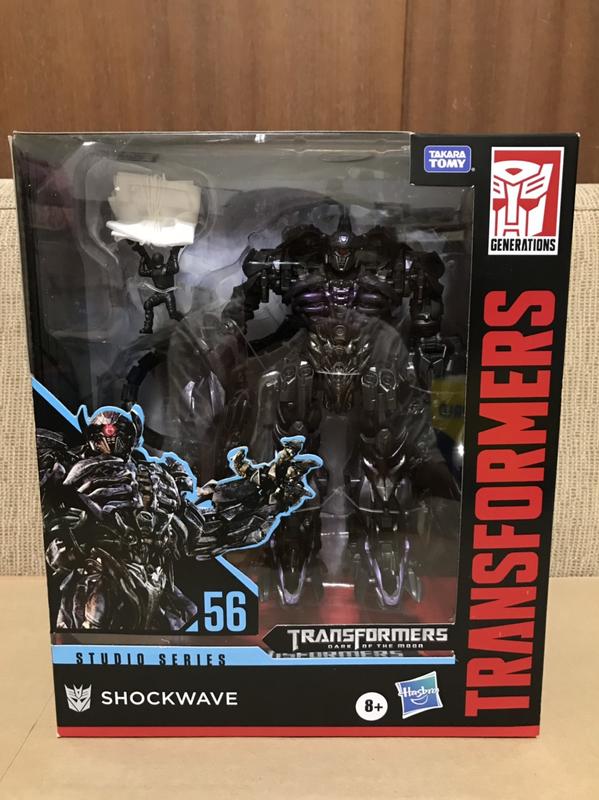 TAKARA
TOMY
GENERATIONS
TRANSFORMERS
56
TRANSFORMERS
DARK OF THE MOON
STUDIO SERIES
SHOCKWAVE
8+
Hasbro